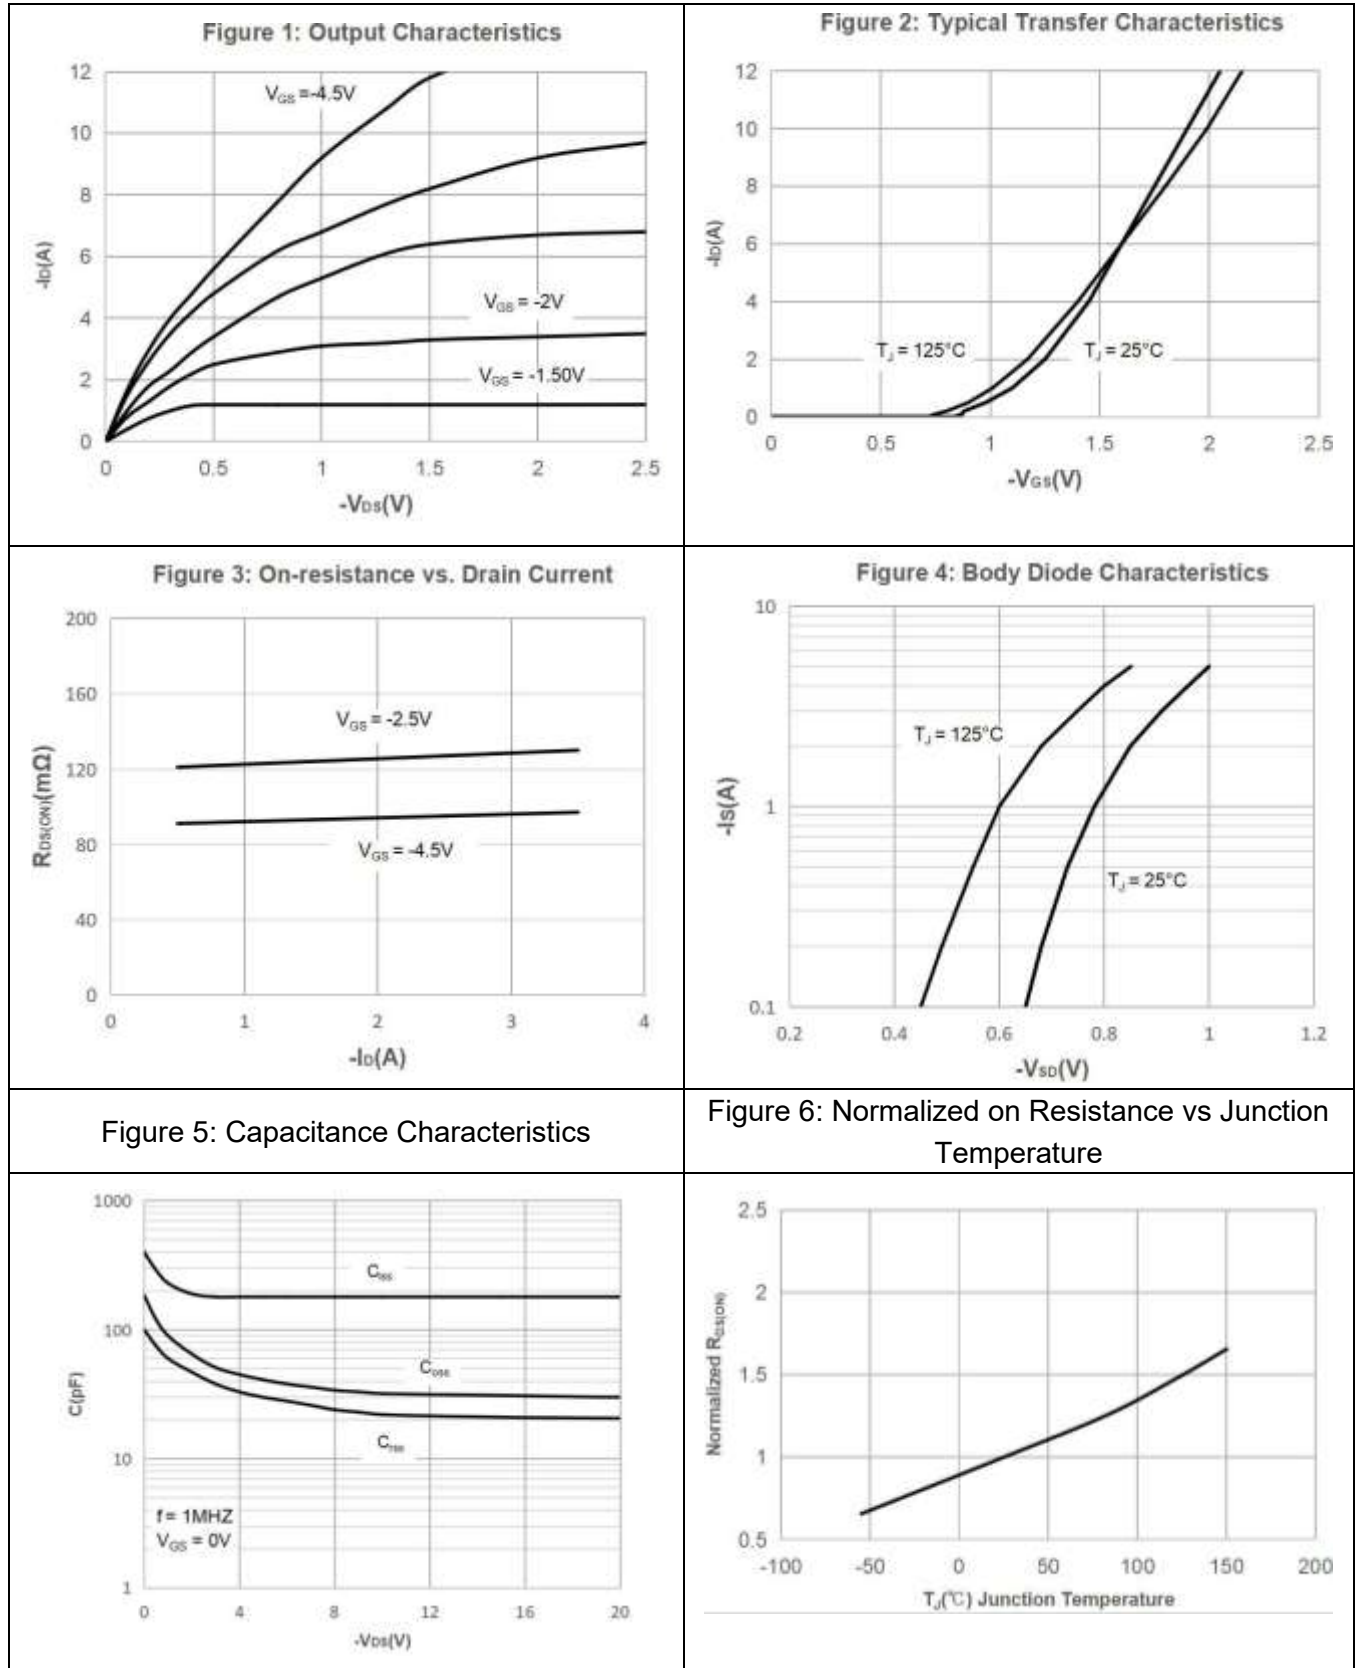 Figure 1: Output Characteristics
12
10
8
6
4
2
0
-ID(A)
VGS =-4.5V
VGS = -2V
VGS = -1.50V
0 0.5 1 1.5 2 2.5
-VDS(V)
Figure 2: Typical Transfer Characteristics
12
10
8
6
4
2
0
-ID(A)
TJ = 125°C
TJ = 25°C
0 0.5 1 1.5 2 2.5
-VGS(V)
Figure 3: On-resistance vs. Drain Current
200
160
120
80
40
0
RDS(ON)(mΩ)
VGS = -2.5V
VGS = -4.5V
0 1 2 3 4
-ID(A)
Figure 4: Body Diode Characteristics
10
1
0.1
-IS(A)
TJ = 125°C
TJ = 25°C
0.2 0.4 0.6 0.8 1 1.2
-VSD(V)
Figure 5: Capacitance Characteristics
Figure 6: Normalized on Resistance vs Junction
Temperature
1000
100
10
1
C(pF)
Ciss
Coss
Crss
f = 1MHZ
VGS = 0V
0 4 8 12 16 20
-VDS(V)
2.5
2
1.5
1
0.5
Normalized RDS(ON)
-100 -50 0 50 100 150 200
TJ(℃) Junction Temperature